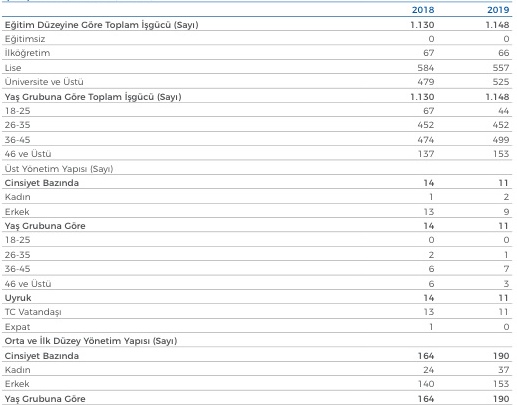 2018 2019
Eğitim Düzeyine Göre Toplam İşgücü (Sayı) 1.130 1.148
Eğitimsiz 0 0
İlköğretim 67 66
Lise 584 557
Üniversite ve Üstü 479 525
Yaş Grubuna Göre Toplam İşgücü (Sayı) 1.130 1.148
18-25 67 44
26-35 452 452
36-45 474 499
46 ve Üstü 137 153
Üst Yönetim Yapısı (Sayı)
Cinsiyet Bazında 14 11
Kadın 1 2
Erkek 13 9
Yaş Grubuna Göre 14 11
18-25 0 0
26-35 2 1
36-45 6 7
46 ve Üstü 6 3
Uyruk 14 11
TC Vatandaşı 13 11
Expat 1 0
Orta ve İlk Düzey Yönetim Yapısı (Sayı)
Cinsiyet Bazında 164 190
Kadın 24 37
Erkek 140 153
Yaş Grubuna Göre 164 190